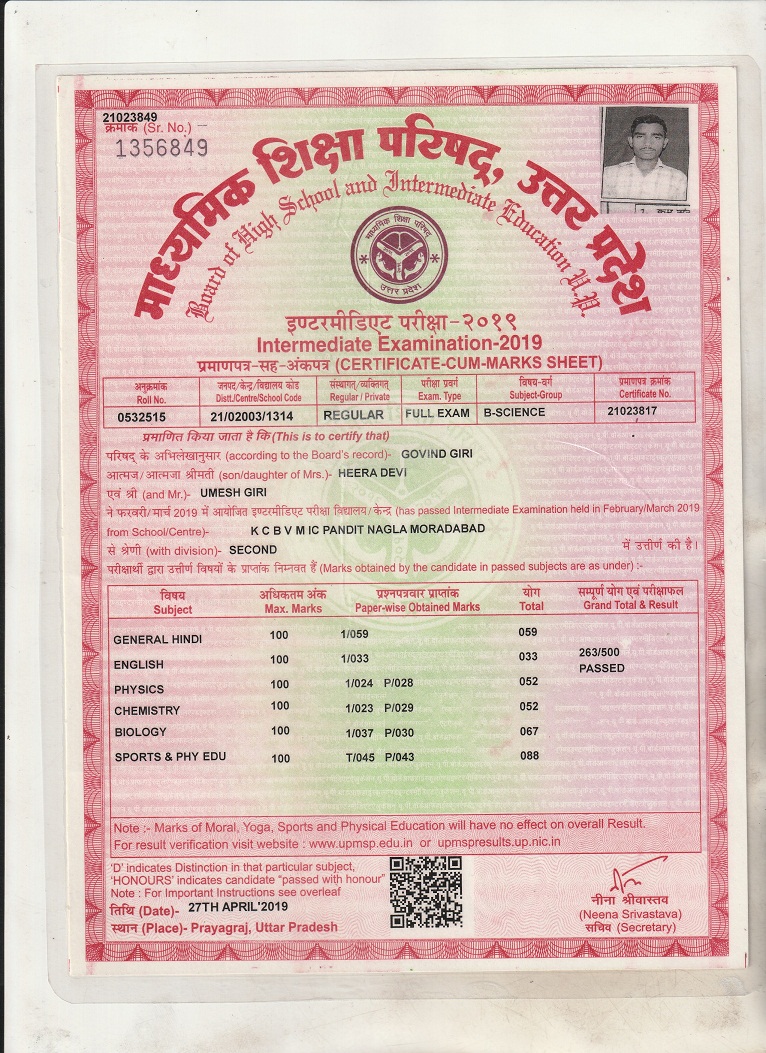 21023849
क्रमांक (Sr. No.)
1356849
माध्यमिक शिक्षा परिषद्, उत्तर प्रदेश
Board of High School and Intermediate Education U.P.
माध्यमिक शिक्षा परिषद्
उत्तर प्रदेश
इण्टरमीडिएट परीक्षा-२०१९
Intermediate Examination-2019
प्रमाणपत्र-सह-अंकपत्र (CERTIFICATE-CUM-MARKS SHEET)
अनुक्रमांक जनपद/केन्द्र/विद्यालय कोड संस्थागत/व्यक्तिगत परीक्षा प्रवर्ग विषय-वर्ग प्रमाणपत्र क्रमांक
Roll No. Distt./Centre/School Code Regular / Private Exam. Type Subject-Group Certificate No.
0532515 21/02003/1314 REGULAR FULL EXAM B-SCIENCE 21023817
प्रमाणित किया जाता है कि (This is to certify that)
परिषद् के अभिलेखानुसार (according to the Board's record)- GOVIND GIRI
आत्मज/आत्मजा श्रीमती (son/daughter of Mrs.)- HEERA DEVI
एवं श्री (and Mr.)- UMESH GIRI
ने फरवरी/मार्च 2019 में आयोजित इण्टरमीडिएट परीक्षा विद्यालय/केन्द्र (has passed Intermediate Examination held in February/March 2019
from School/Centre)- K C B V M IC PANDIT NAGLA MORADABAD
से श्रेणी (with division)- SECOND में उत्तीर्ण की है।
परीक्षार्थी द्वारा उत्तीर्ण विषयों के प्राप्तांक निम्नवत हैं (Marks obtained by the candidate in passed subjects are as under) :-
विषय अधिकतम अंक प्रश्नपत्रवार प्राप्तांक योग सम्पूर्ण योग एवं परीक्षाफल
Subject Max. Marks Paper-wise Obtained Marks Total Grand Total & Result
GENERAL HINDI 100 1/059 059
ENGLISH 100 1/033 033 263/500
PASSED
PHYSICS 100 1/024 P/028 052
CHEMISTRY 100 1/023 P/029 052
BIOLOGY 100 1/037 P/030 067
SPORTS & PHY EDU 100 T/045 P/043 088
Note :- Marks of Moral, Yoga, Sports and Physical Education will have no effect on overall Result.
For result verification visit website : www.upmsp.edu.in or upmspresults.up.nic.in
'D' indicates Distinction in that particular subject,
'HONOURS' indicates candidate "passed with honour"
Note : For Important Instructions see overleaf
तिथि (Date)- 27TH APRIL'2019
स्थान (Place)- Prayagraj, Uttar Pradesh
नीना श्रीवास्तव
(Neena Srivastava)
सचिव (Secretary)